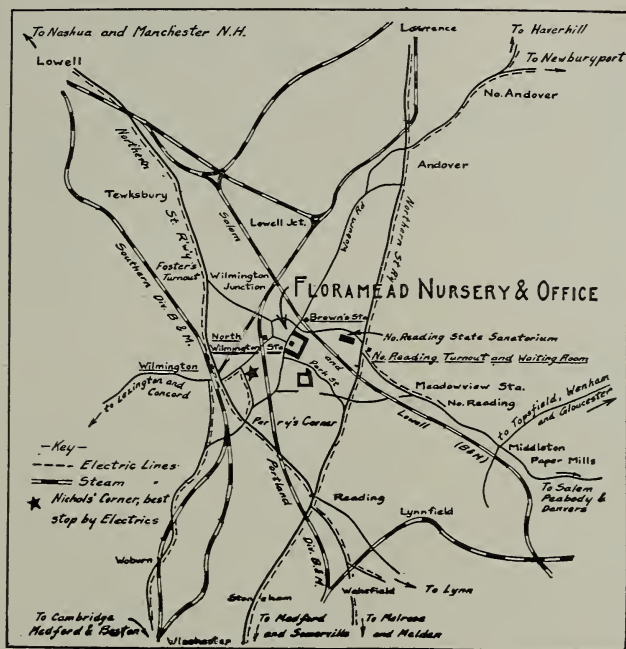 To Nashua and Manchester N.H.
Lawrence
To Haverhill
To Newburyport
Lowell
No. Andover
Northern
Andover
Tewksbury
Salem
Lowell Jct.
Woburn Rd
Northern St. Ry
St. R'wy
Southern Div. B & M.
Foster's
Turnout
Wilmington
Junction
FLORAMEAD NURSERY & OFFICE
Brown's Sta.
No. Reading State Sanatorium
North
Wilmington Sta
and
No. Reading Turnout and Waiting Room
Wilmington
Park St
Meadowview Sta.
to Lexington and
Concord
No. Reading
to Topsfield, Wenham
and Gloucester
Perry's Corner
Lowell
(B&M)
Middleton
Paper Mills
-Key-
Electric Lines
Steam "
Nichols' Corner, best
stop by Electrics
Portland
Div. B & M.
Reading
To Salem
Peabody &
Danvers
Lynnfield
Woburn
Stoneham
Wakefield
To Lynn
To Cambridge
Medford & Boston
Winchester
To Medford
and Somerville
To Melrose
and Malden